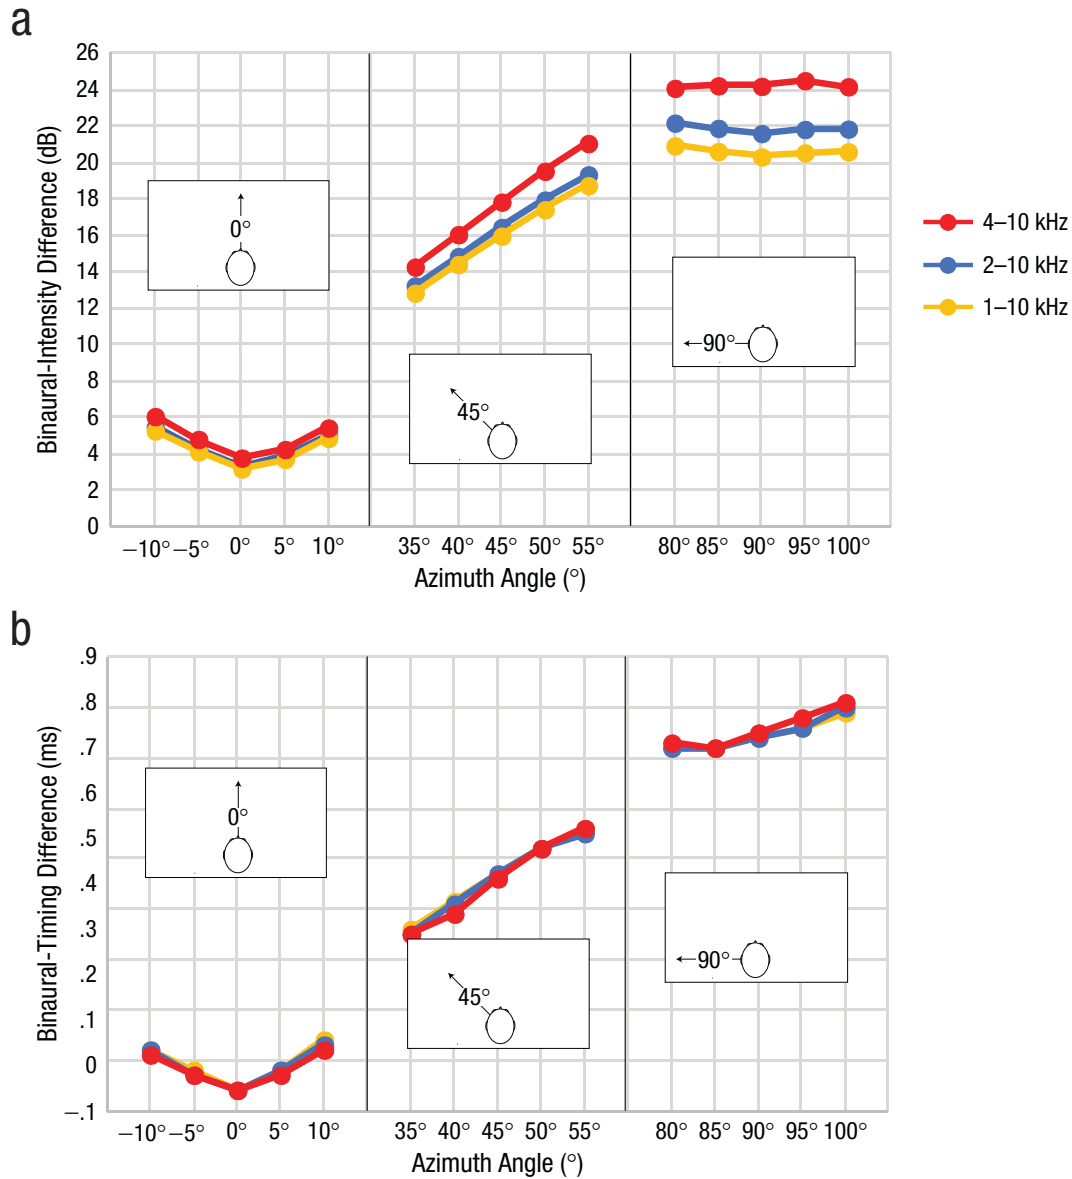 a
Binaural-Intensity Difference (dB)
26
24
22
20
18
16
14
12
10
8
6
4
2
0
0°
45°
90°
−10° −5° 0° 5° 10° 35° 40° 45° 50° 55° 80° 85° 90° 95° 100°
Azimuth Angle (°)
4–10 kHz
2–10 kHz
1–10 kHz
b
Binaural-Timing Difference (ms)
.9
.8
.7
.6
.5
.4
.3
.2
.1
0
−.1
0°
45°
90°
−10° −5° 0° 5° 10° 35° 40° 45° 50° 55° 80° 85° 90° 95° 100°
Azimuth Angle (°)